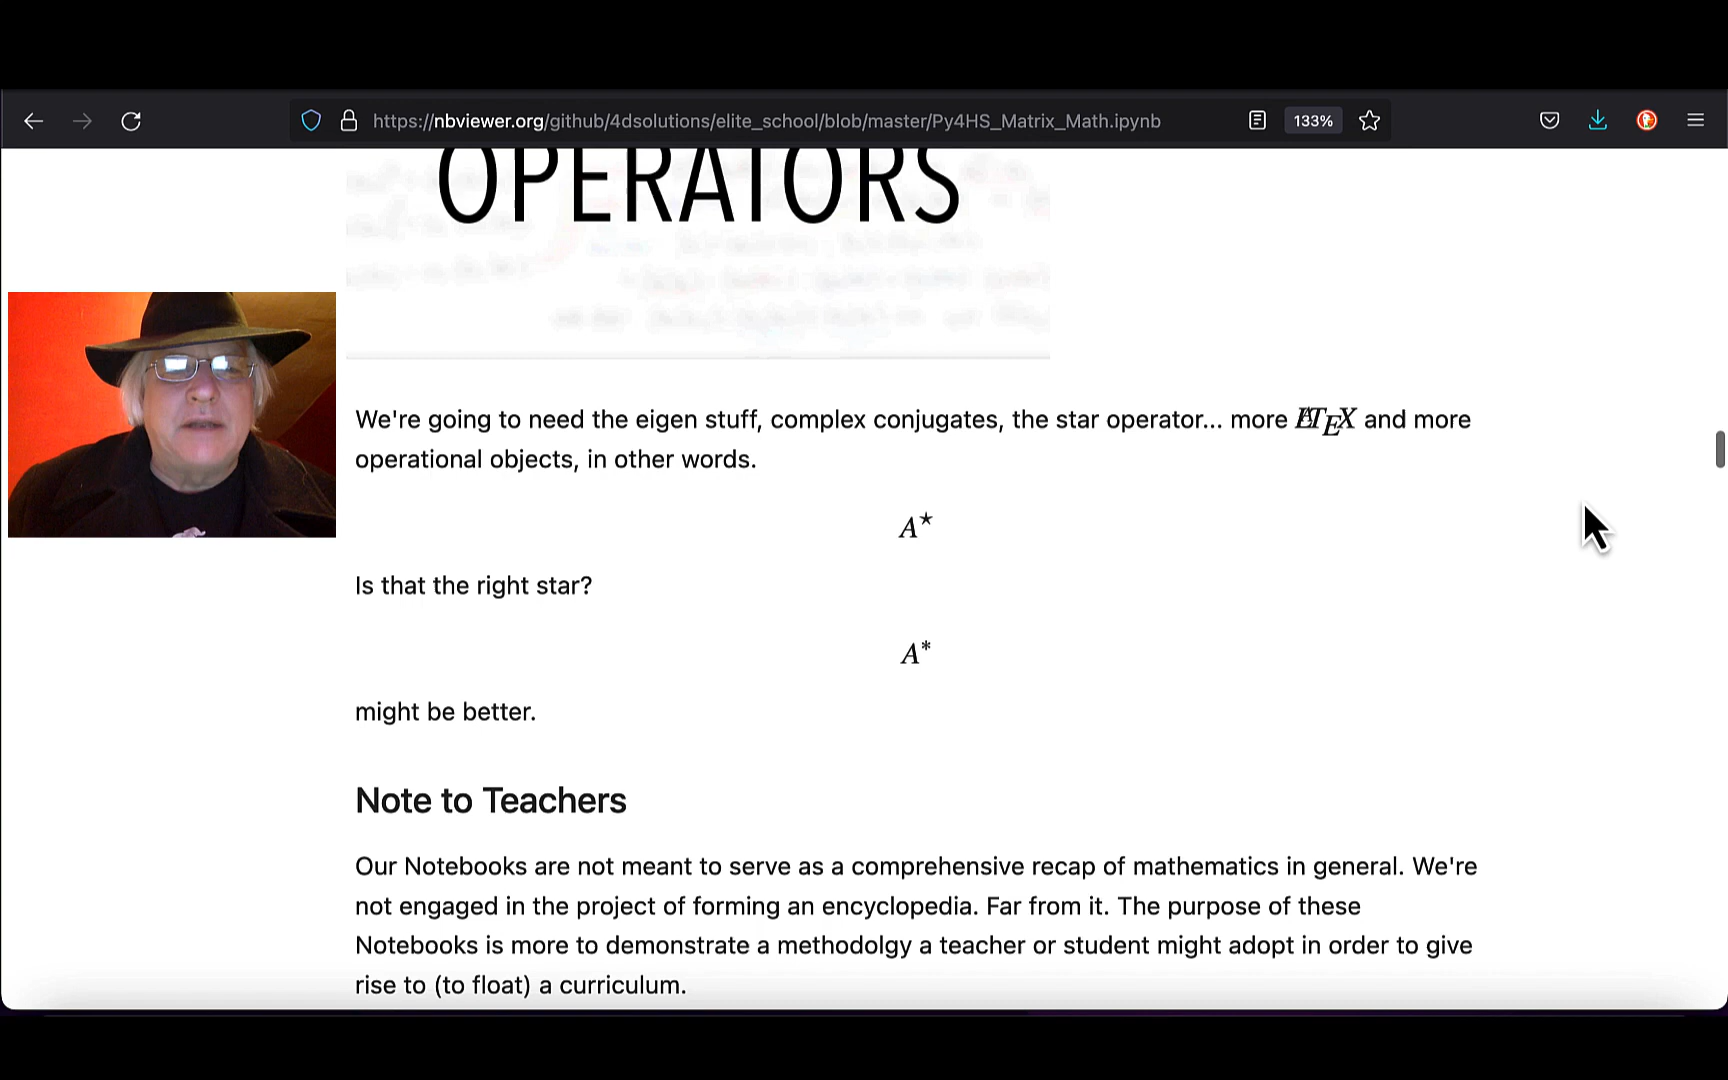 https://nbviewer.org/github/4dsolutions/elite_school/blob/master/Py4HS_Matrix_Math.ipynb
133%
OPERATORS
We're going to need the eigen stuff, complex conjugates, the star operator... more LATEX and more
operational objects, in other words.
A★
Is that the right star?
A*
might be better.
Note to Teachers
Our Notebooks are not meant to serve as a comprehensive recap of mathematics in general. We're
not engaged in the project of forming an encyclopedia. Far from it. The purpose of these
Notebooks is more to demonstrate a methodolgy a teacher or student might adopt in order to give
rise to (to float) a curriculum.